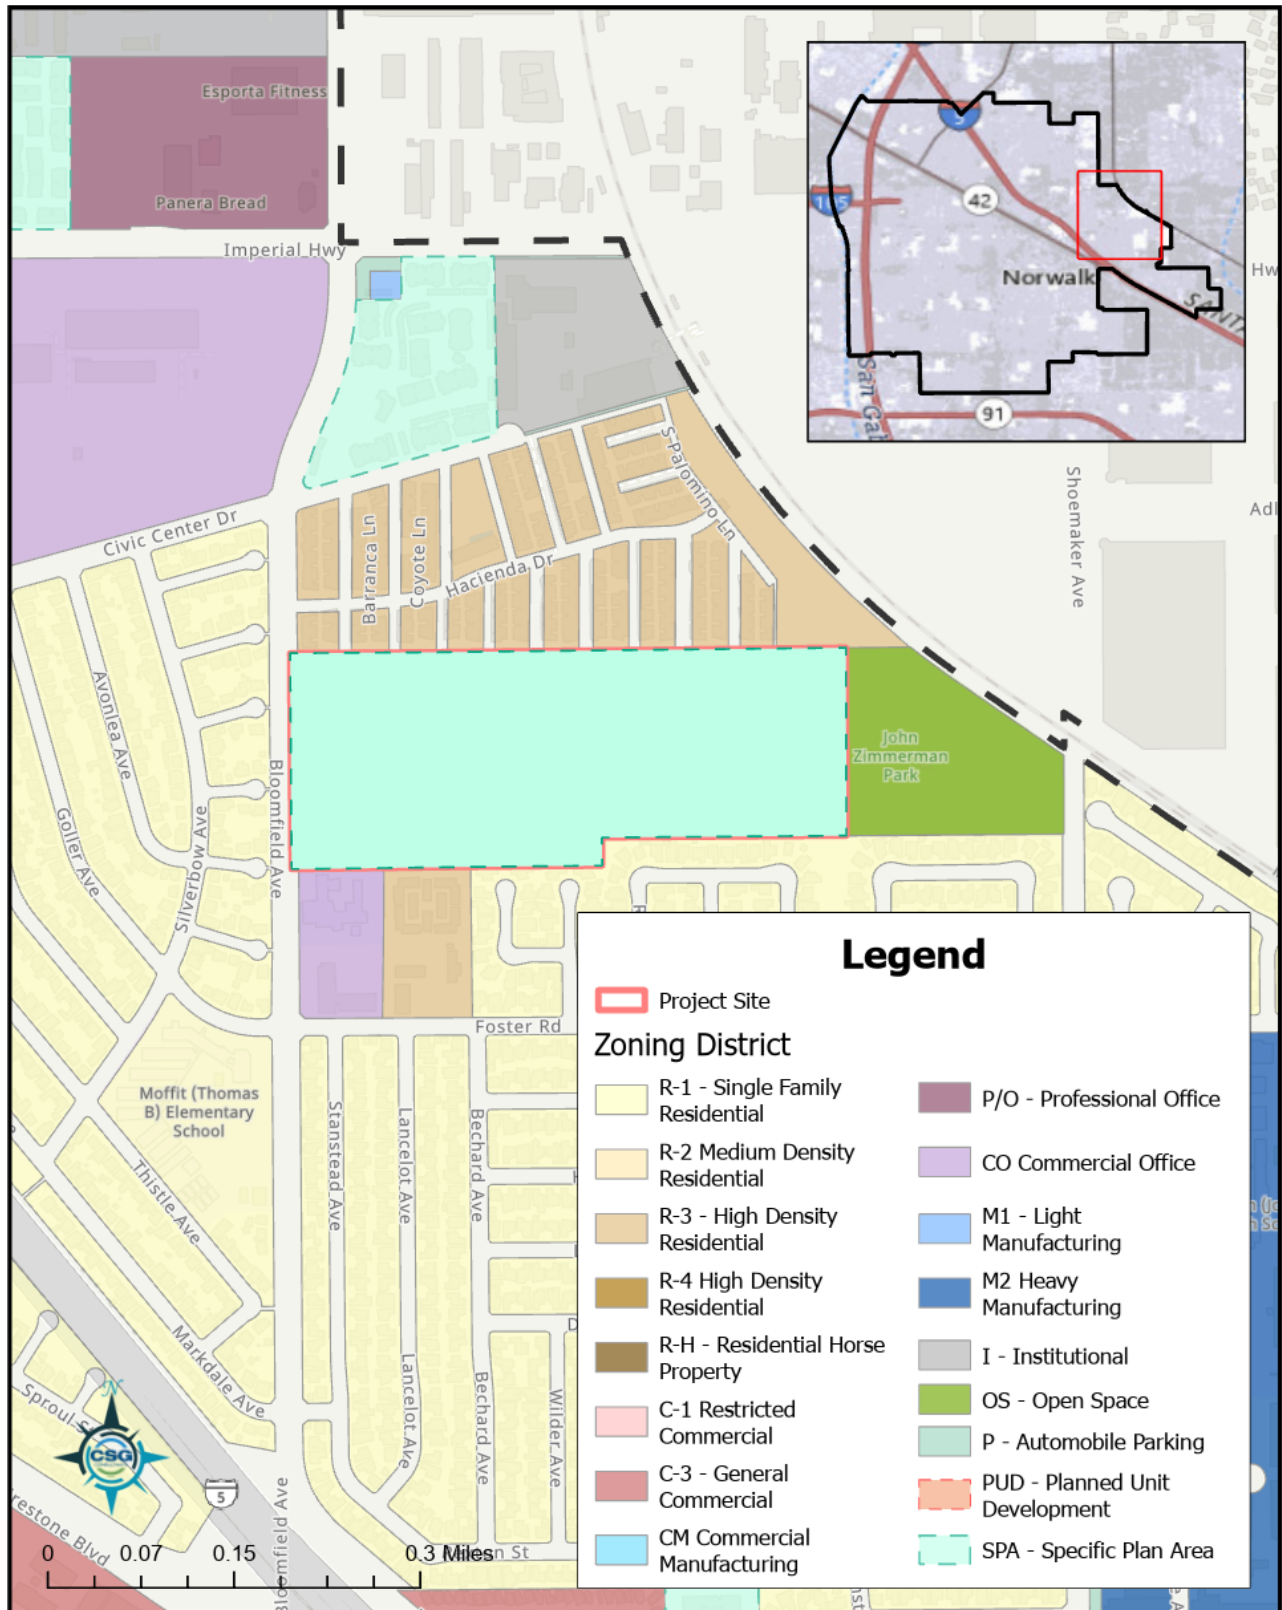 Esporta Fitness
Panera Bread
Imperial Hwy
5
105
42
Norwalk
91
Civic Center Dr
Barranca Ln
Coyote Ln
Hacienda Dr
S Palomino Ln
Shoemaker Ave
Avonlea Ave
Goller Ave
Silverbow Ave
Bloomfield Ave
John
Zimmerman
Park
Foster Rd
Moffit (Thomas
B) Elementary
School
Stanstead Ave
Lancelot Ave
Bechard Ave
Thistle Ave
Markdale Ave
Lancelot Ave
Bechard Ave
Wilder Ave
Sproul St
N
CSG
5
Bloomfield Ave
0 0.07 0.15 0.3 Miles
Legend
Project Site
Zoning District
R-1 - Single Family
Residential
R-2 Medium Density
Residential
R-3 - High Density
Residential
R-4 High Density
Residential
R-H - Residential Horse
Property
C-1 Restricted
Commercial
C-3 - General
Commercial
CM Commercial
Manufacturing
P/O - Professional Office
CO Commercial Office
M1 - Light
Manufacturing
M2 Heavy
Manufacturing
I - Institutional
OS - Open Space
P - Automobile Parking
PUD - Planned Unit
Development
SPA - Specific Plan Area